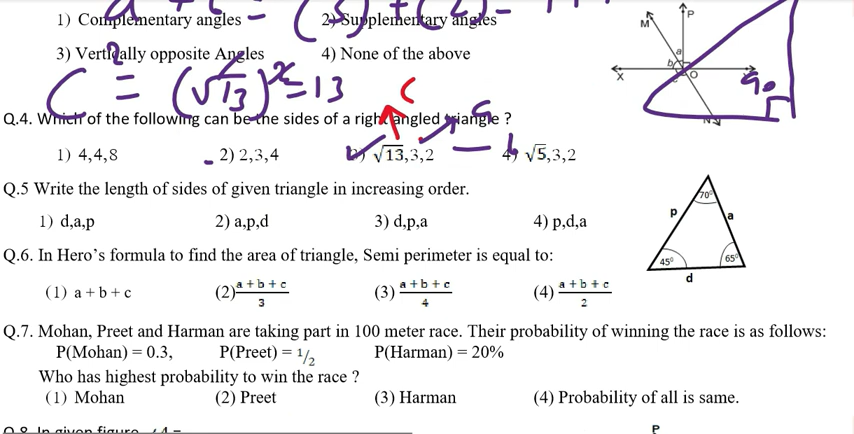 1) Complementary angles 2) Supplementary angles
3) Vertically opposite Angles 4) None of the above
M P a b X O N 90
C² = (√13)² = 13
C
Q.4. Which of the following can be the sides of a right angled triangle ?
a
1) 4,4,8 2) 2,3,4 3) √13,3,2 b 4) √5,3,2
Q.5 Write the length of sides of given triangle in increasing order.
1) d,a,p 2) a,p,d 3) d,p,a 4) p,d,a
70⁰ p a 45⁰ 65⁰ d
Q.6. In Hero’s formula to find the area of triangle, Semi perimeter is equal to:
(1) a + b + c (2) a + b + c / 3 (3) a + b + c / 4 (4) a + b + c / 2
Q.7. Mohan, Preet and Harman are taking part in 100 meter race. Their probability of winning the race is as follows:
P(Mohan) = 0.3, P(Preet) = 1/2 P(Harman) = 20%
Who has highest probability to win the race ?
(1) Mohan (2) Preet (3) Harman (4) Probability of all is same.
P